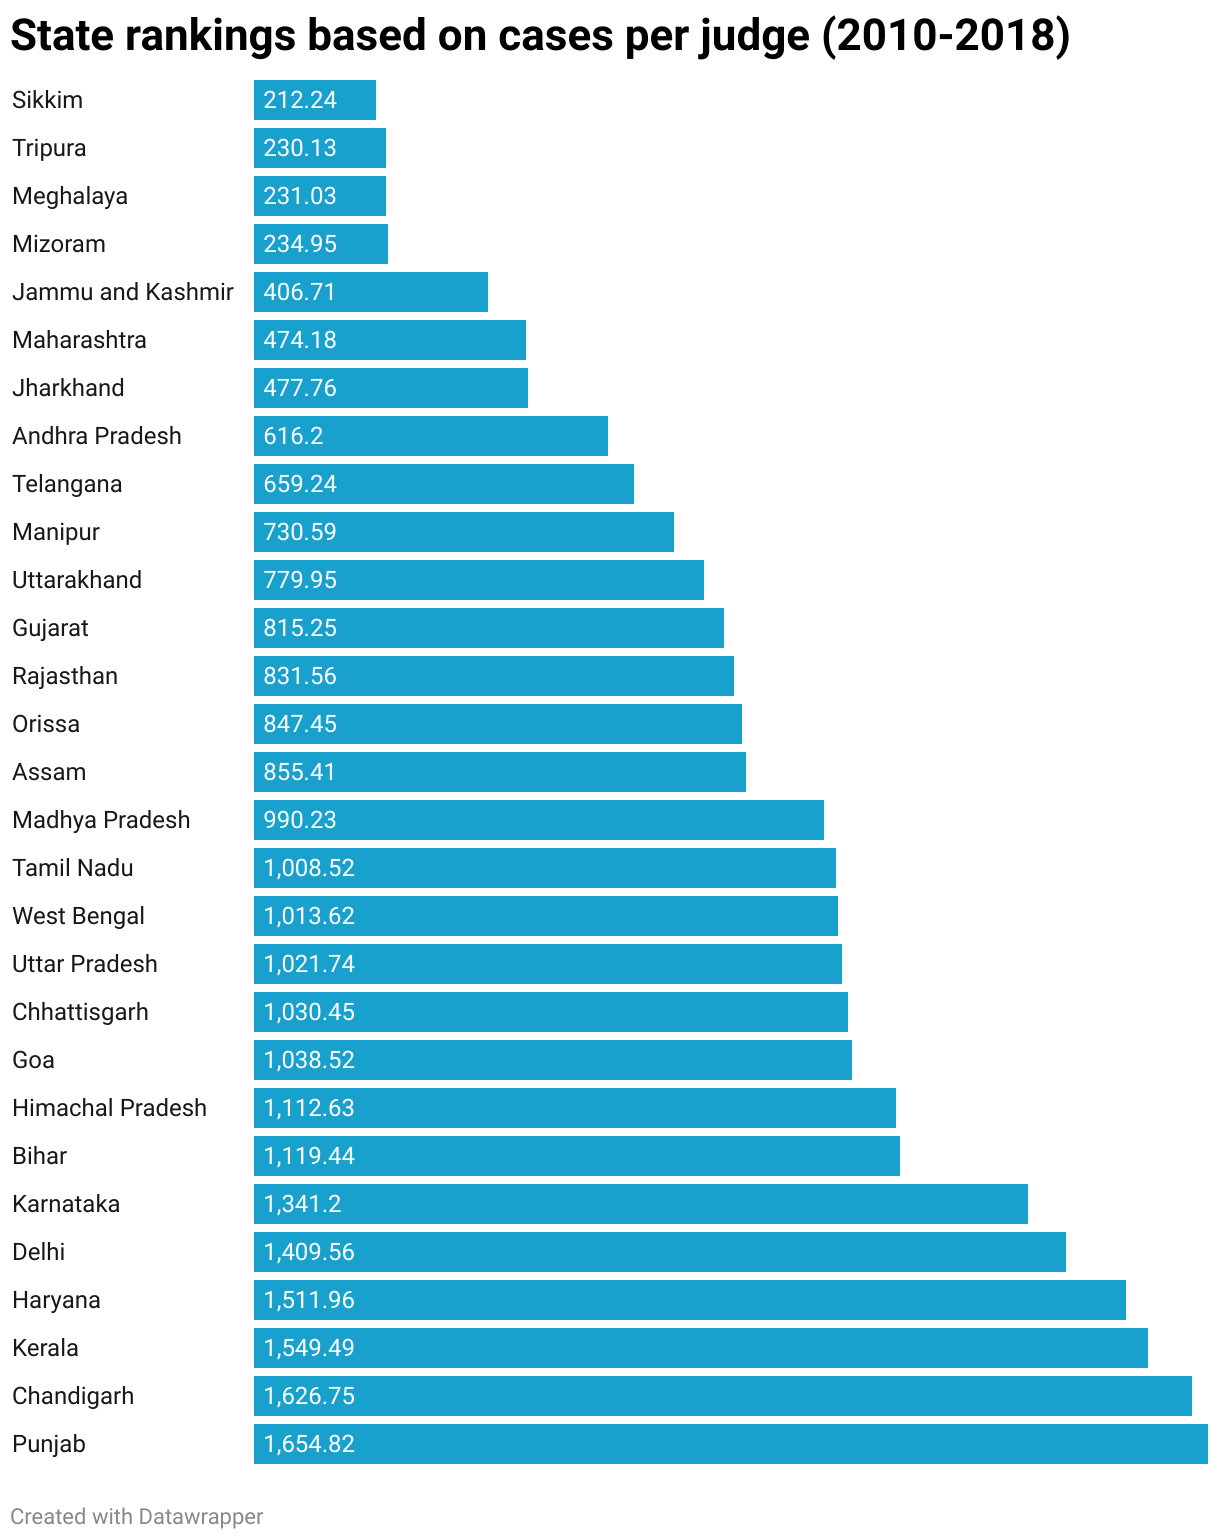 State rankings based on cases per judge (2010-2018)
Sikkim 212.24
Tripura 230.13
Meghalaya 231.03
Mizoram 234.95
Jammu and Kashmir 406.71
Maharashtra 474.18
Jharkhand 477.76
Andhra Pradesh 616.2
Telangana 659.24
Manipur 730.59
Uttarakhand 779.95
Gujarat 815.25
Rajasthan 831.56
Orissa 847.45
Assam 855.41
Madhya Pradesh 990.23
Tamil Nadu 1,008.52
West Bengal 1,013.62
Uttar Pradesh 1,021.74
Chhattisgarh 1,030.45
Goa 1,038.52
Himachal Pradesh 1,112.63
Bihar 1,119.44
Karnataka 1,341.2
Delhi 1,409.56
Haryana 1,511.96
Kerala 1,549.49
Chandigarh 1,626.75
Punjab 1,654.82
Created with Datawrapper